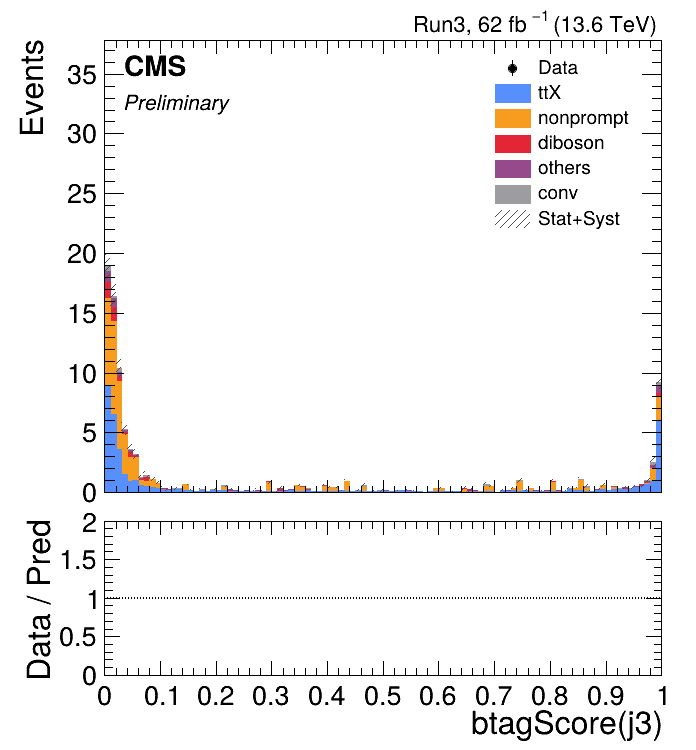 Run3, 62 fb⁻¹ (13.6 TeV)
CMS
Preliminary
Events
35
30
25
20
15
10
5
0
Data
ttX
nonprompt
diboson
others
conv
Stat+Syst
Data / Pred
2
1.5
1
0.5
0
0 0.1 0.2 0.3 0.4 0.5 0.6 0.7 0.8 0.9 1
btagScore(j3)